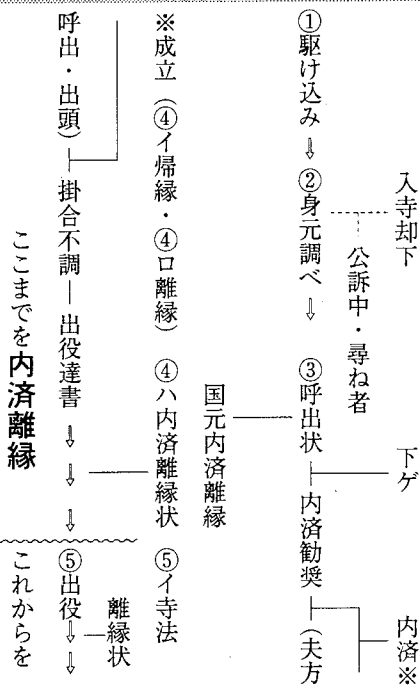 入寺却下
公訴中・尋ね者
下ゲ
内済※
①駆け込み⇩②身元調べ⇩③呼出状
内済勧奨
(夫方
国元内済離縁
※成立(④イ帰縁・④ロ離縁)
④ハ内済離縁状
⑤イ寺法
離縁状
呼出・出頭)
掛合不調
出役達書⇩⇩⇩⑤出役⇩⇩
ここまでを内済離縁
これからを